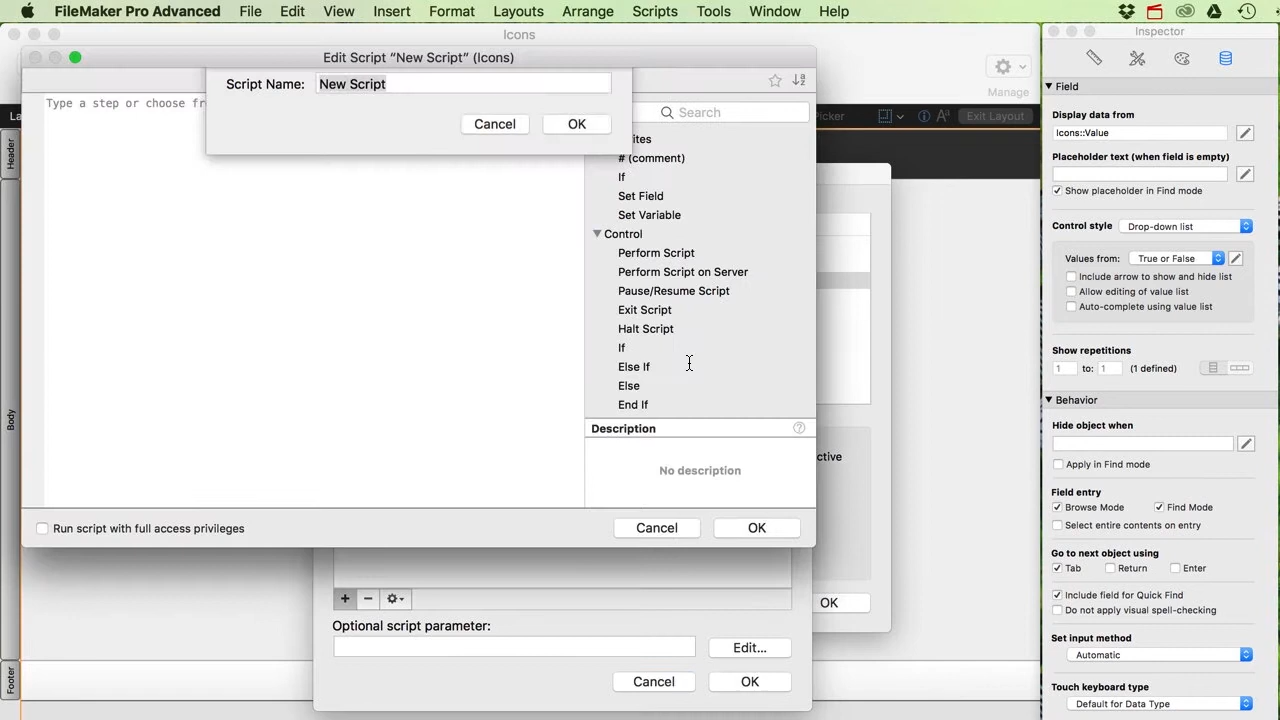 FileMaker Pro Advanced File Edit View Insert Format Layouts Arrange Scripts Tools Window Help
Icons
Inspector
Edit Script “New Script” (Icons)
Script Name: New Script
Cancel OK
Type a step or choose fr
Search
ites
# (comment)
If
Set Field
Set Variable
Control
Perform Script
Perform Script on Server
Pause/Resume Script
Exit Script
Halt Script
If
Else If
Else
End If
Description
No description
Run script with full access privileges
Cancel OK
Manage
La
Picker
Exit Layout
Header
Body
Footer
ctive
OK
Optional script parameter:
Edit...
Cancel OK
Field
Display data from
Icons::Value
Placeholder text (when field is empty)
Show placeholder in Find mode
Control style Drop-down list
Values from: True or False
Include arrow to show and hide list
Allow editing of value list
Auto-complete using value list
Show repetitions
1 to: 1 (1 defined)
Behavior
Hide object when
Apply in Find mode
Field entry
Browse Mode Find Mode
Select entire contents on entry
Go to next object using
Tab Return Enter
Include field for Quick Find
Do not apply visual spell-checking
Set input method
Automatic
Touch keyboard type
Default for Data Type